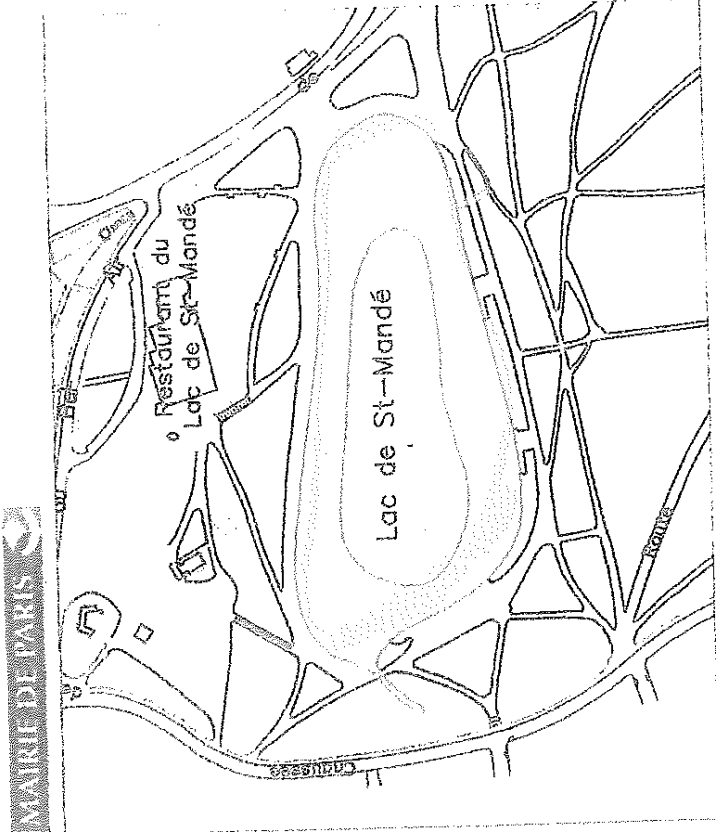 MAIRIE DE PARIS
Restaurant du
Lac de St-Mandé
Lac de St-Mandé
Chaussée
Route